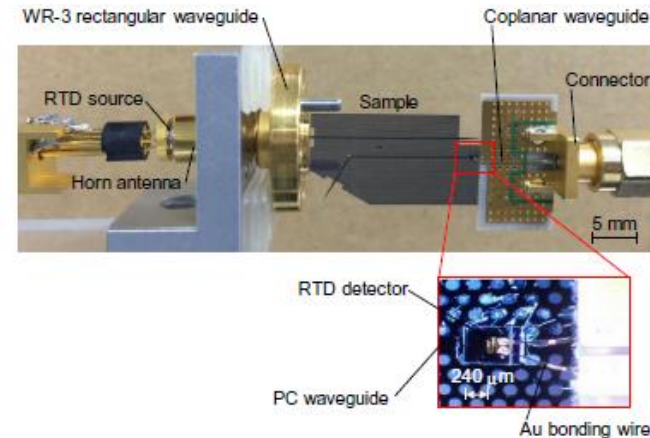 WR-3 rectangular waveguide
Coplanar waveguide
RTD source
Sample
Connector
Horn antenna
5 mm
RTD detector
240 μm
PC waveguide
Au bonding wire